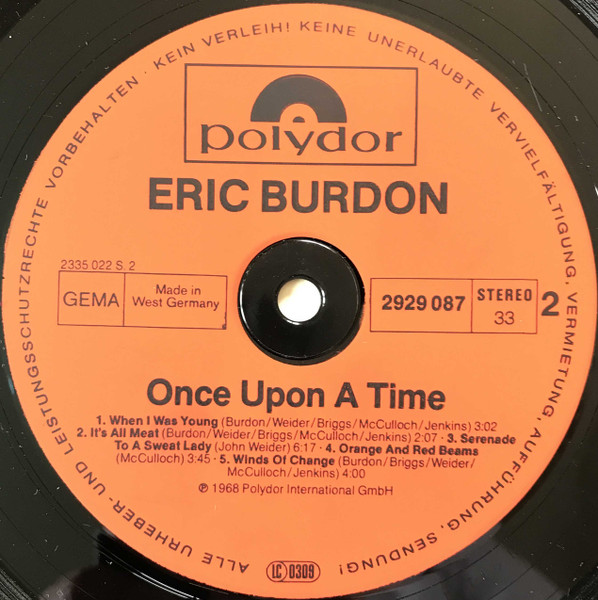 ALLE URHEBER- UND LEISTUNGSSCHUTZRECHTE VORBEHALTEN · KEIN VERLEIH! KEINE UNERLAUBTE VERVIELFÄLTIGUNG, VERMIETUNG, AUFFÜHRUNG, SENDUNG!
polydor
ERIC BURDON
2335 022 S. 2
GEMA
Made in
West Germany
2929 087
STEREO
33
2
Once Upon A Time
1. When I Was Young (Burdon/Weider/Briggs/McCulloch/Jenkins) 3:02
2. It's All Meat (Burdon/Weider/Briggs/McCulloch/Jenkins) 2:07 · 3. Serenade
To A Sweat Lady (John Weider) 6:17 · 4. Orange And Red Beams
(McCulloch) 3:45 · 5. Winds Of Change (Burdon/Briggs/Weider/
McCulloch/Jenkins) 4:00
℗ 1968 Polydor International GmbH
LC 0309